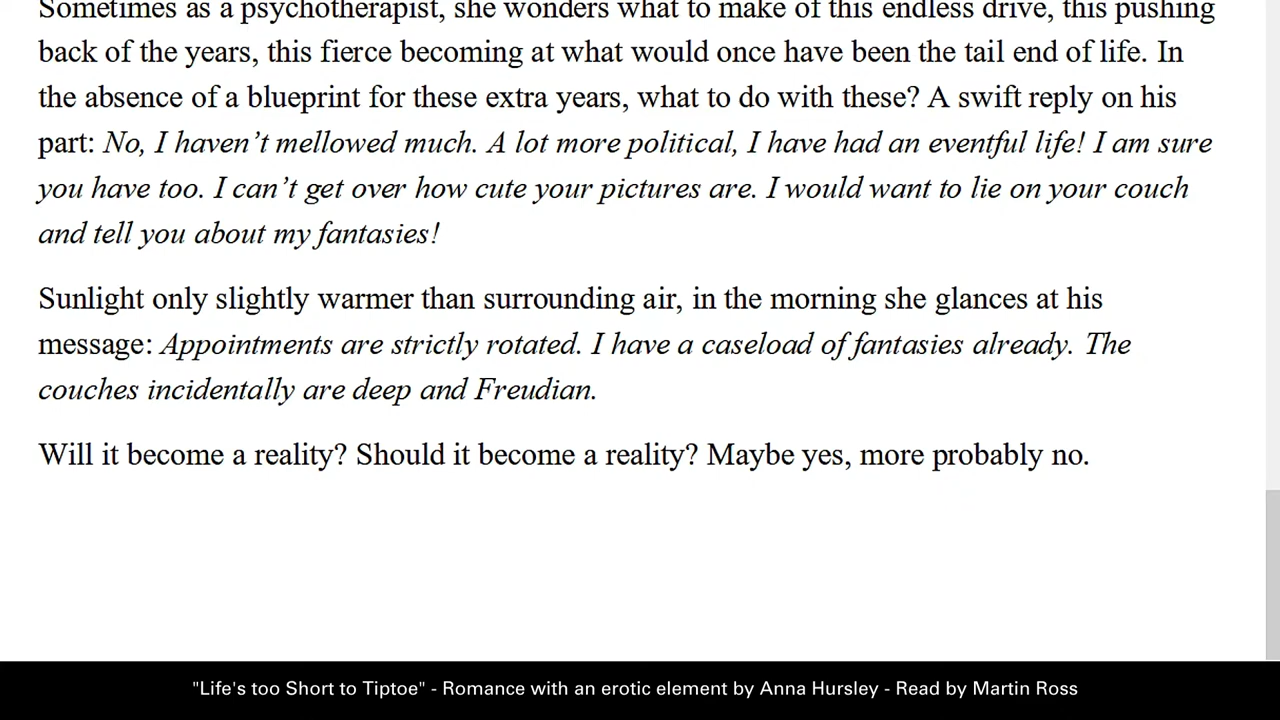 Sometimes as a psychotherapist, she wonders what to make of this endless drive, this pushing
back of the years, this fierce becoming at what would once have been the tail end of life. In
the absence of a blueprint for these extra years, what to do with these? A swift reply on his
part: No, I haven’t mellowed much. A lot more political, I have had an eventful life! I am sure
you have too. I can’t get over how cute your pictures are. I would want to lie on your couch
and tell you about my fantasies!
Sunlight only slightly warmer than surrounding air, in the morning she glances at his
message: Appointments are strictly rotated. I have a caseload of fantasies already. The
couches incidentally are deep and Freudian.
Will it become a reality? Should it become a reality? Maybe yes, more probably no.
"Life's too Short to Tiptoe" - Romance with an erotic element by Anna Hursley - Read by Martin Ross